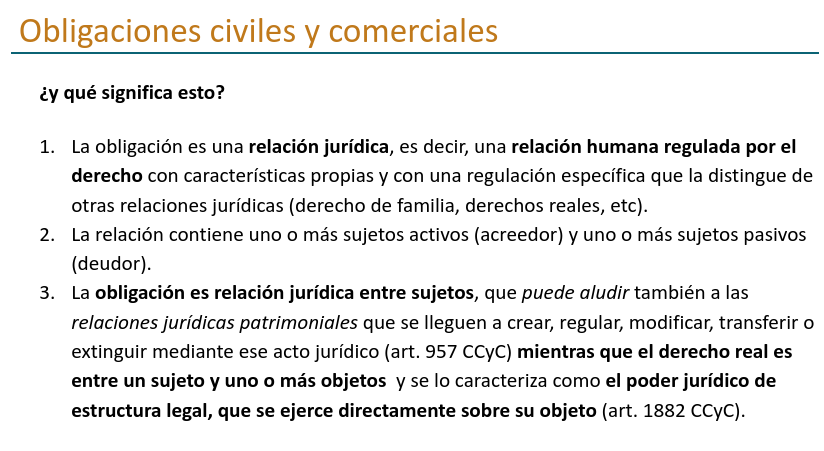 Obligaciones civiles y comerciales
¿y qué significa esto?
1. La obligación es una relación jurídica, es decir, una relación humana regulada por el
derecho con características propias y con una regulación específica que la distingue de
otras relaciones jurídicas (derecho de familia, derechos reales, etc).
2. La relación contiene uno o más sujetos activos (acreedor) y uno o más sujetos pasivos
(deudor).
3. La obligación es relación jurídica entre sujetos, que puede aludir también a las
relaciones jurídicas patrimoniales que se lleguen a crear, regular, modificar, transferir o
extinguir mediante ese acto jurídico (art. 957 CCyC) mientras que el derecho real es
entre un sujeto y uno o más objetos y se lo caracteriza como el poder jurídico de
estructura legal, que se ejerce directamente sobre su objeto (art. 1882 CCyC).